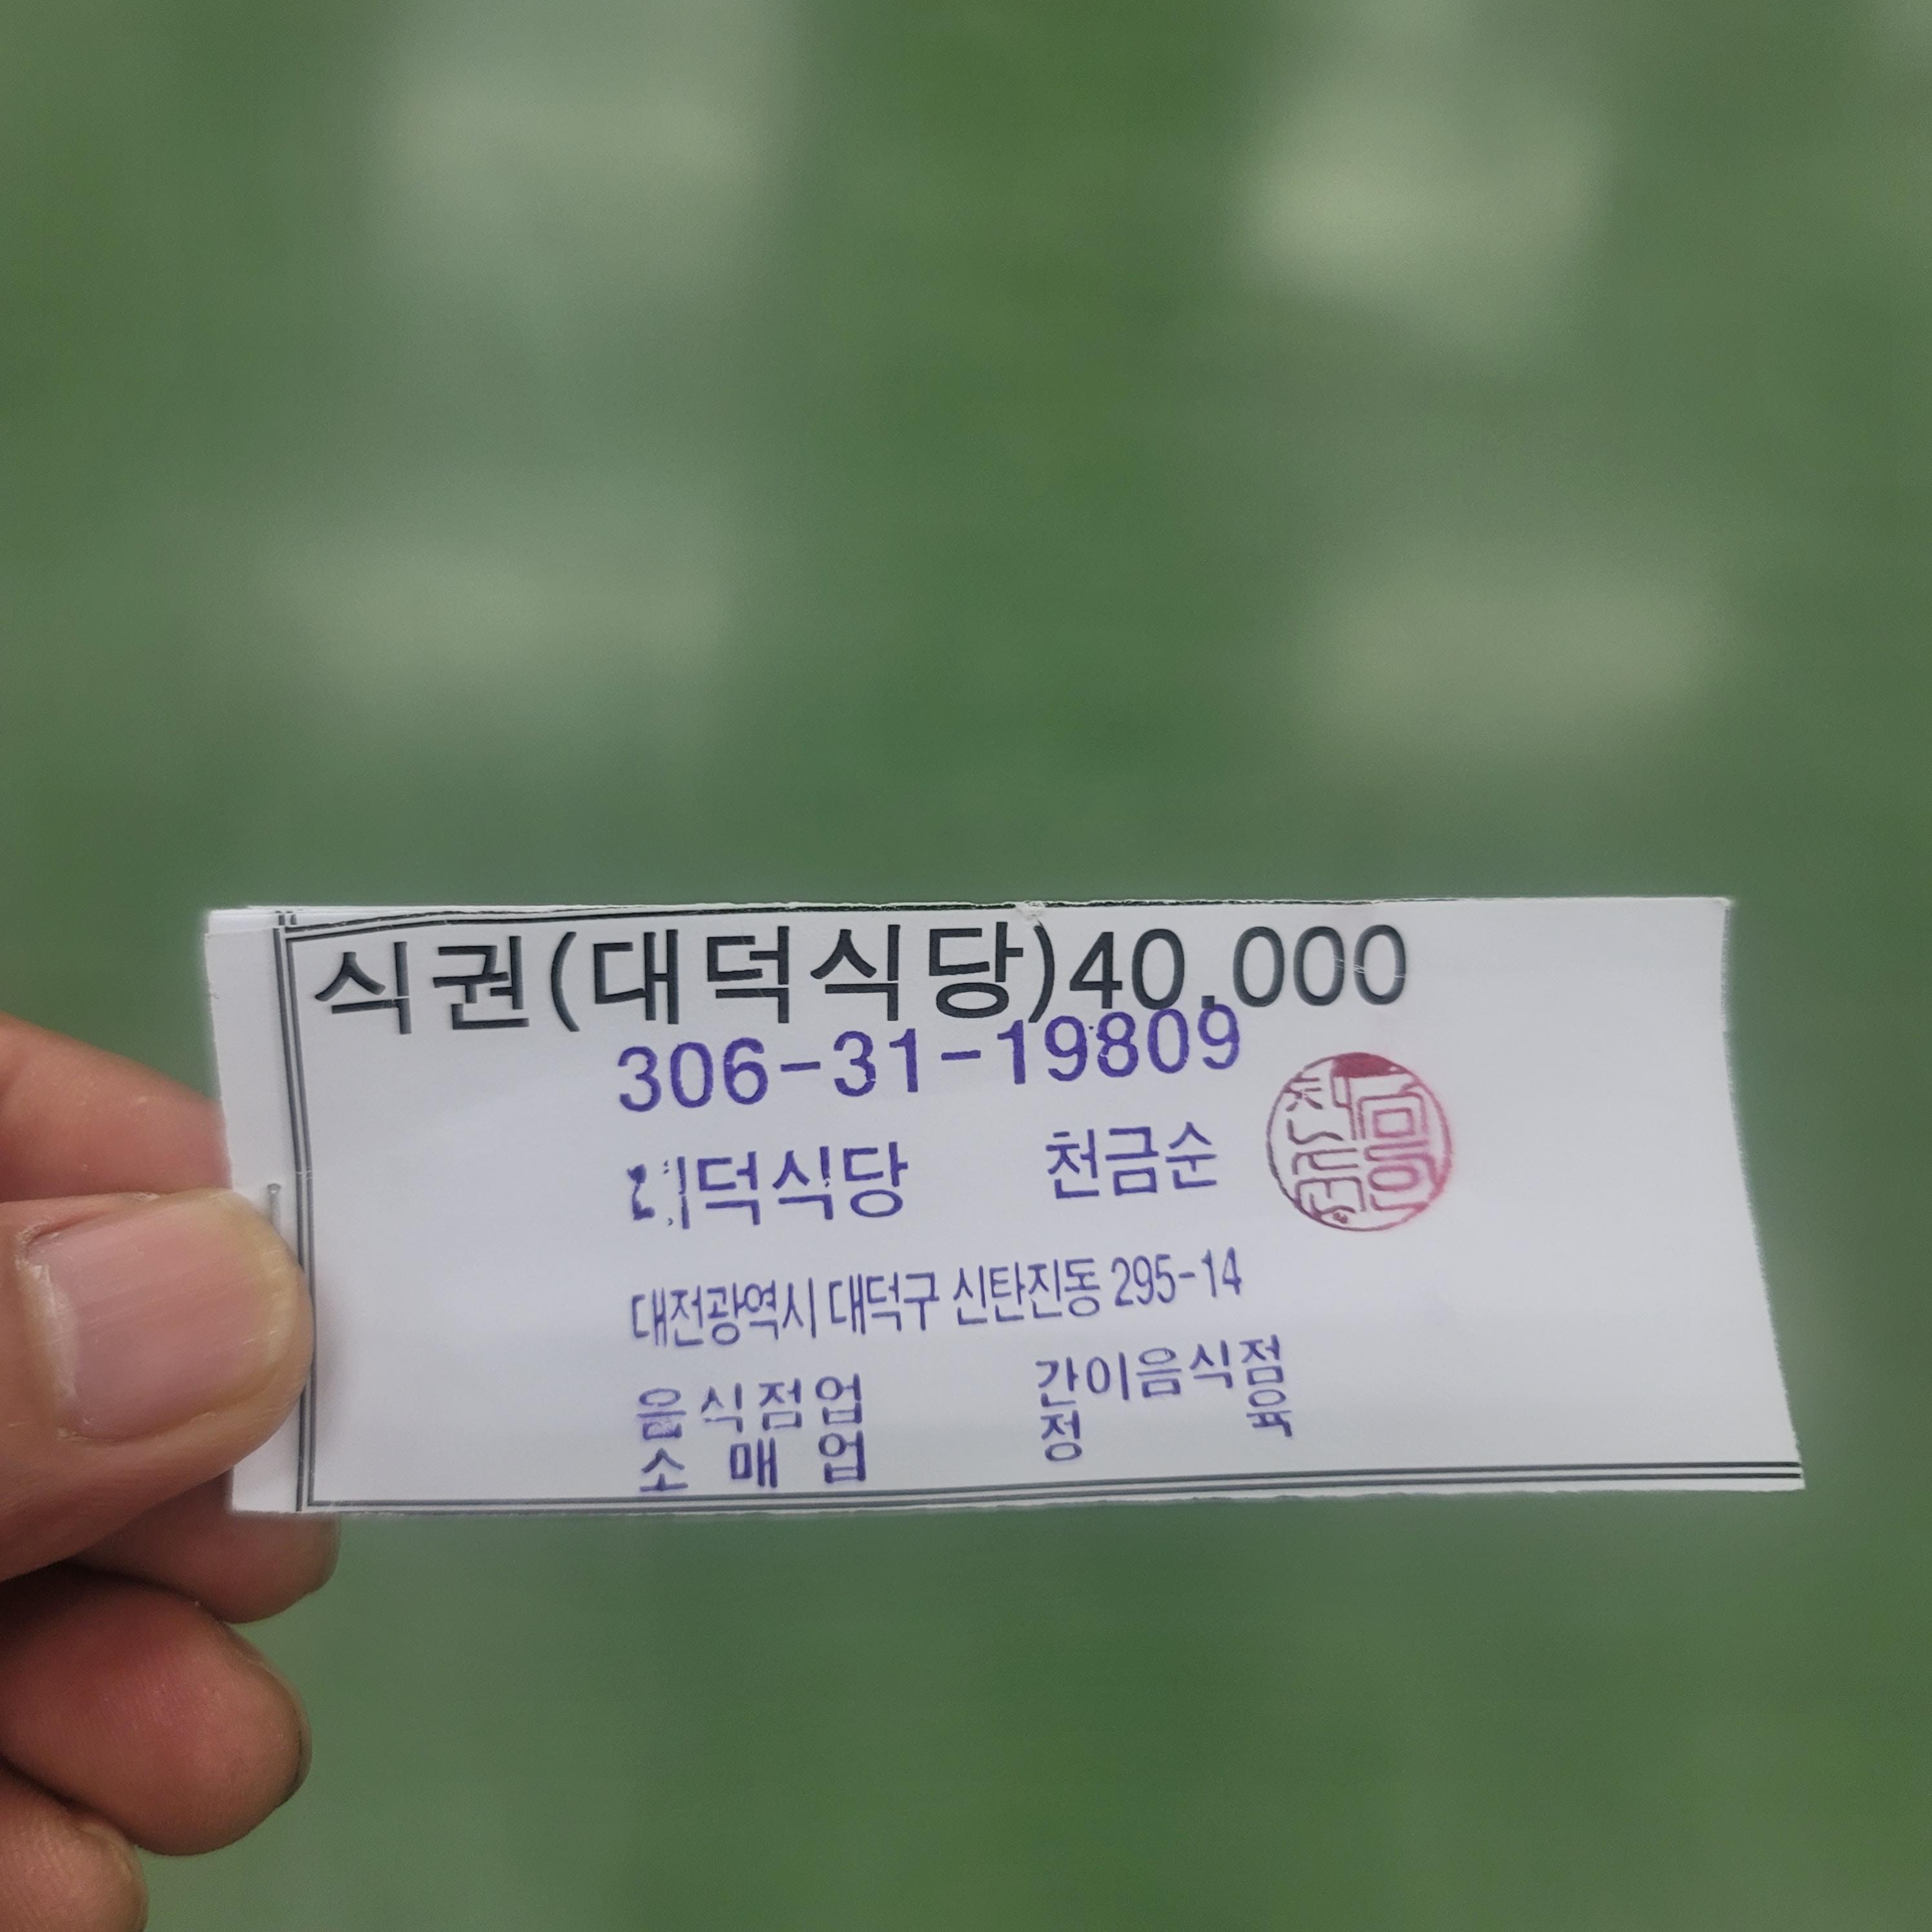 식권(대덕식당)40,000
306-31-19809
대덕식당 천금순
대전광역시 대덕구 신탄진동 295-14
음식점업 간이음식점
소매업 정육